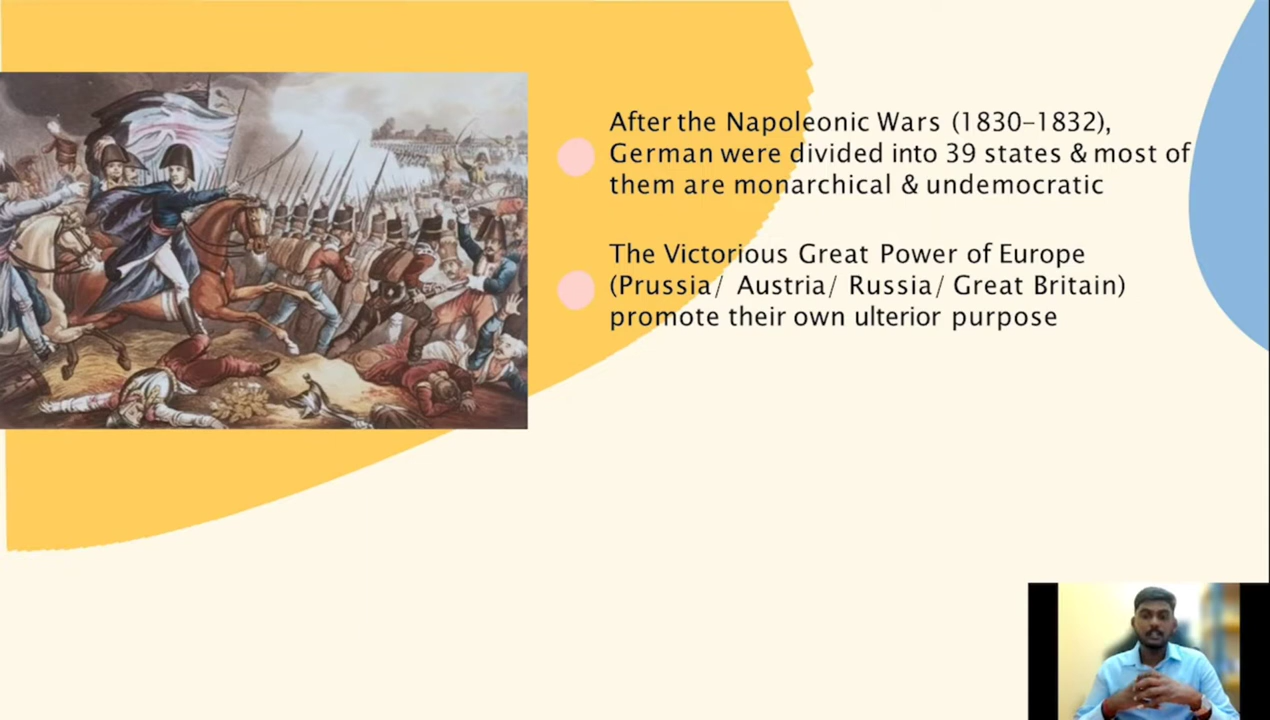 After the Napoleonic Wars (1830–1832),
German were divided into 39 states & most of
them are monarchical & undemocratic
The Victorious Great Power of Europe
(Prussia/ Austria/ Russia/ Great Britain)
promote their own ulterior purpose